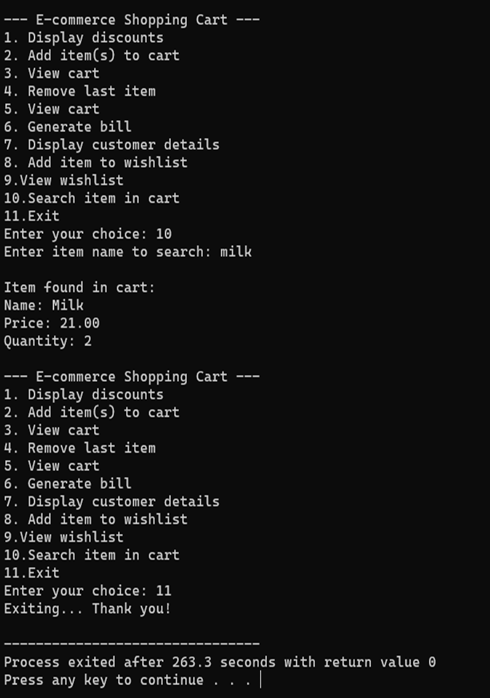 --- E-commerce Shopping Cart ---
1. Display discounts
2. Add item(s) to cart
3. View cart
4. Remove last item
5. View cart
6. Generate bill
7. Display customer details
8. Add item to wishlist
9.View wishlist
10.Search item in cart
11.Exit
Enter your choice: 10
Enter item name to search: milk

Item found in cart:
Name: Milk
Price: 21.00
Quantity: 2

--- E-commerce Shopping Cart ---
1. Display discounts
2. Add item(s) to cart
3. View cart
4. Remove last item
5. View cart
6. Generate bill
7. Display customer details
8. Add item to wishlist
9.View wishlist
10.Search item in cart
11.Exit
Enter your choice: 11
Exiting... Thank you!

--------------------------------
Process exited after 263.3 seconds with return value 0
Press any key to continue . . .